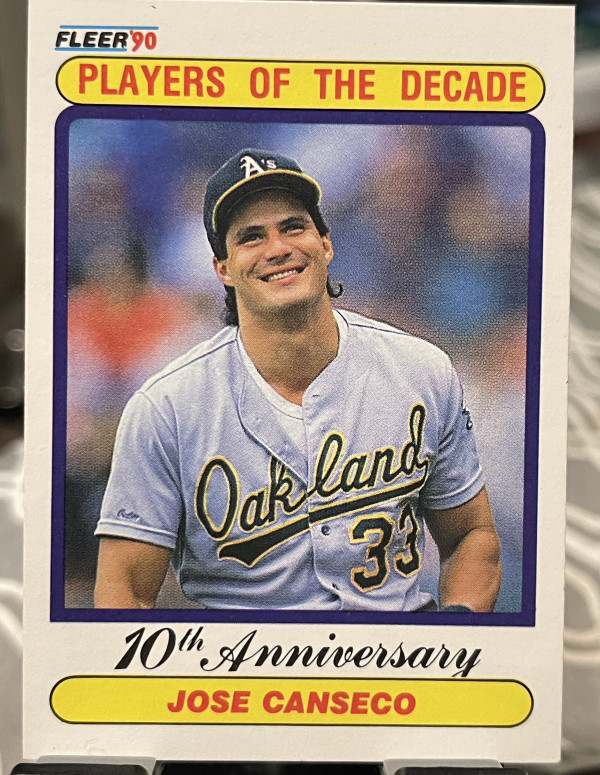 FLEER '90
PLAYERS OF THE DECADE
A's
Oakland
33
10th Anniversary
JOSE CANSECO